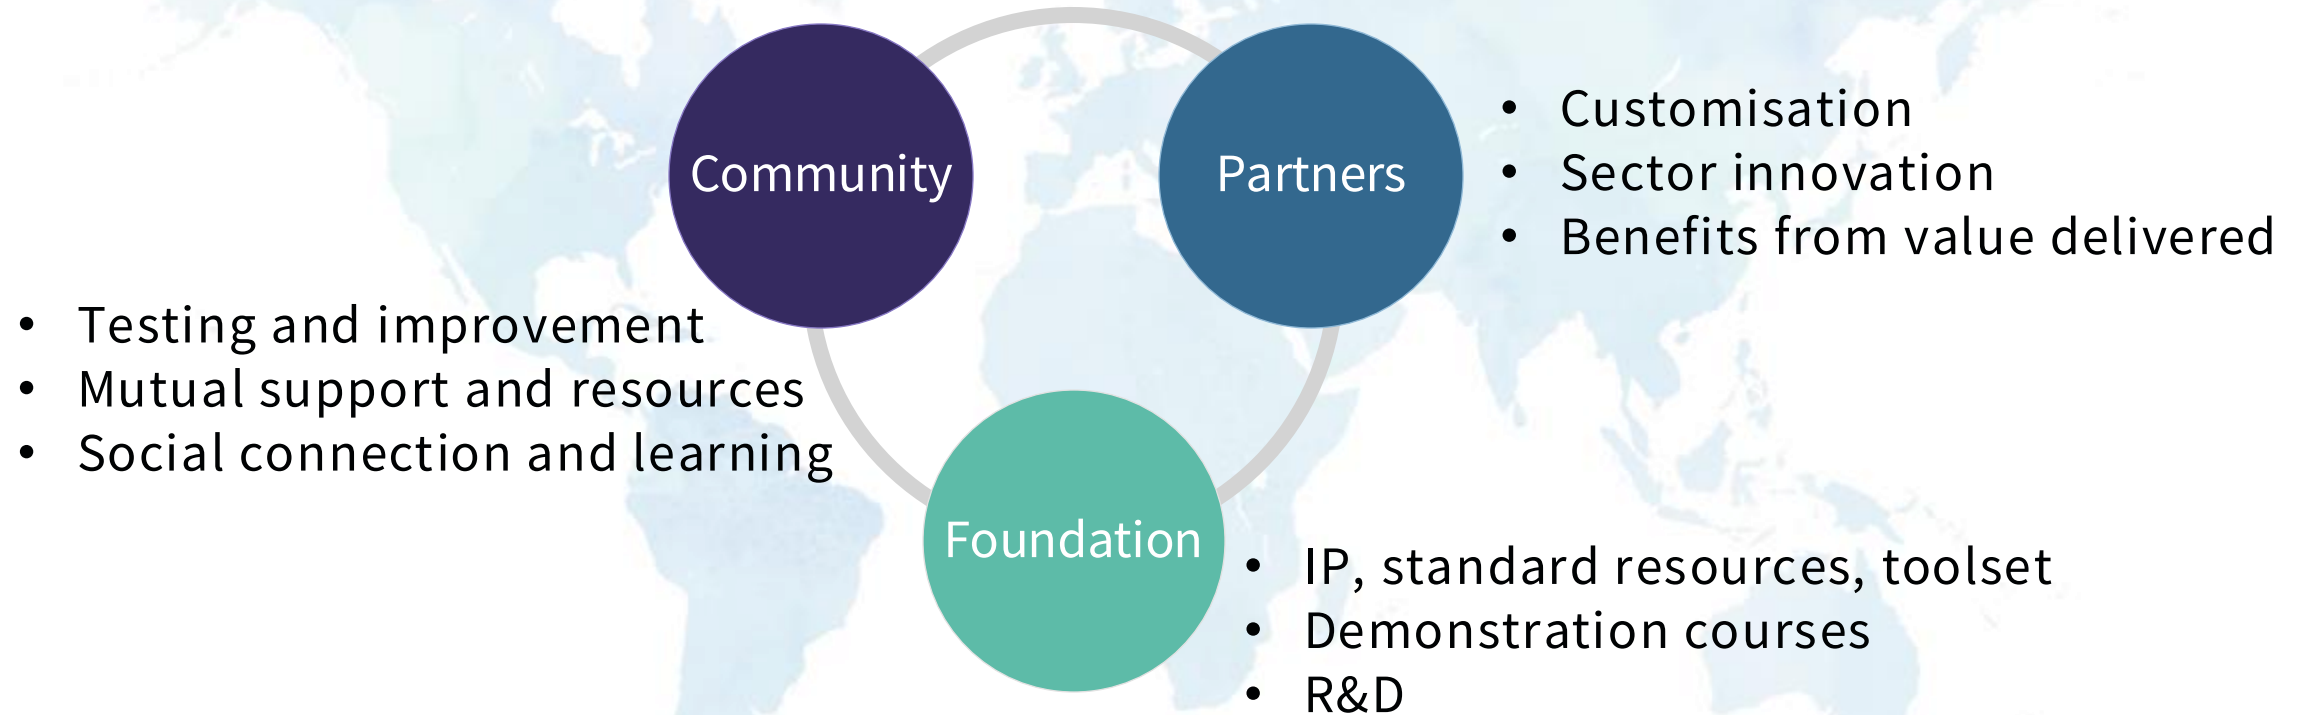 Community
• Testing and improvement
• Mutual support and resources
• Social connection and learning
Partners
• Customisation
• Sector innovation
• Benefits from value delivered
Foundation
• IP, standard resources, toolset
• Demonstration courses
• R&D